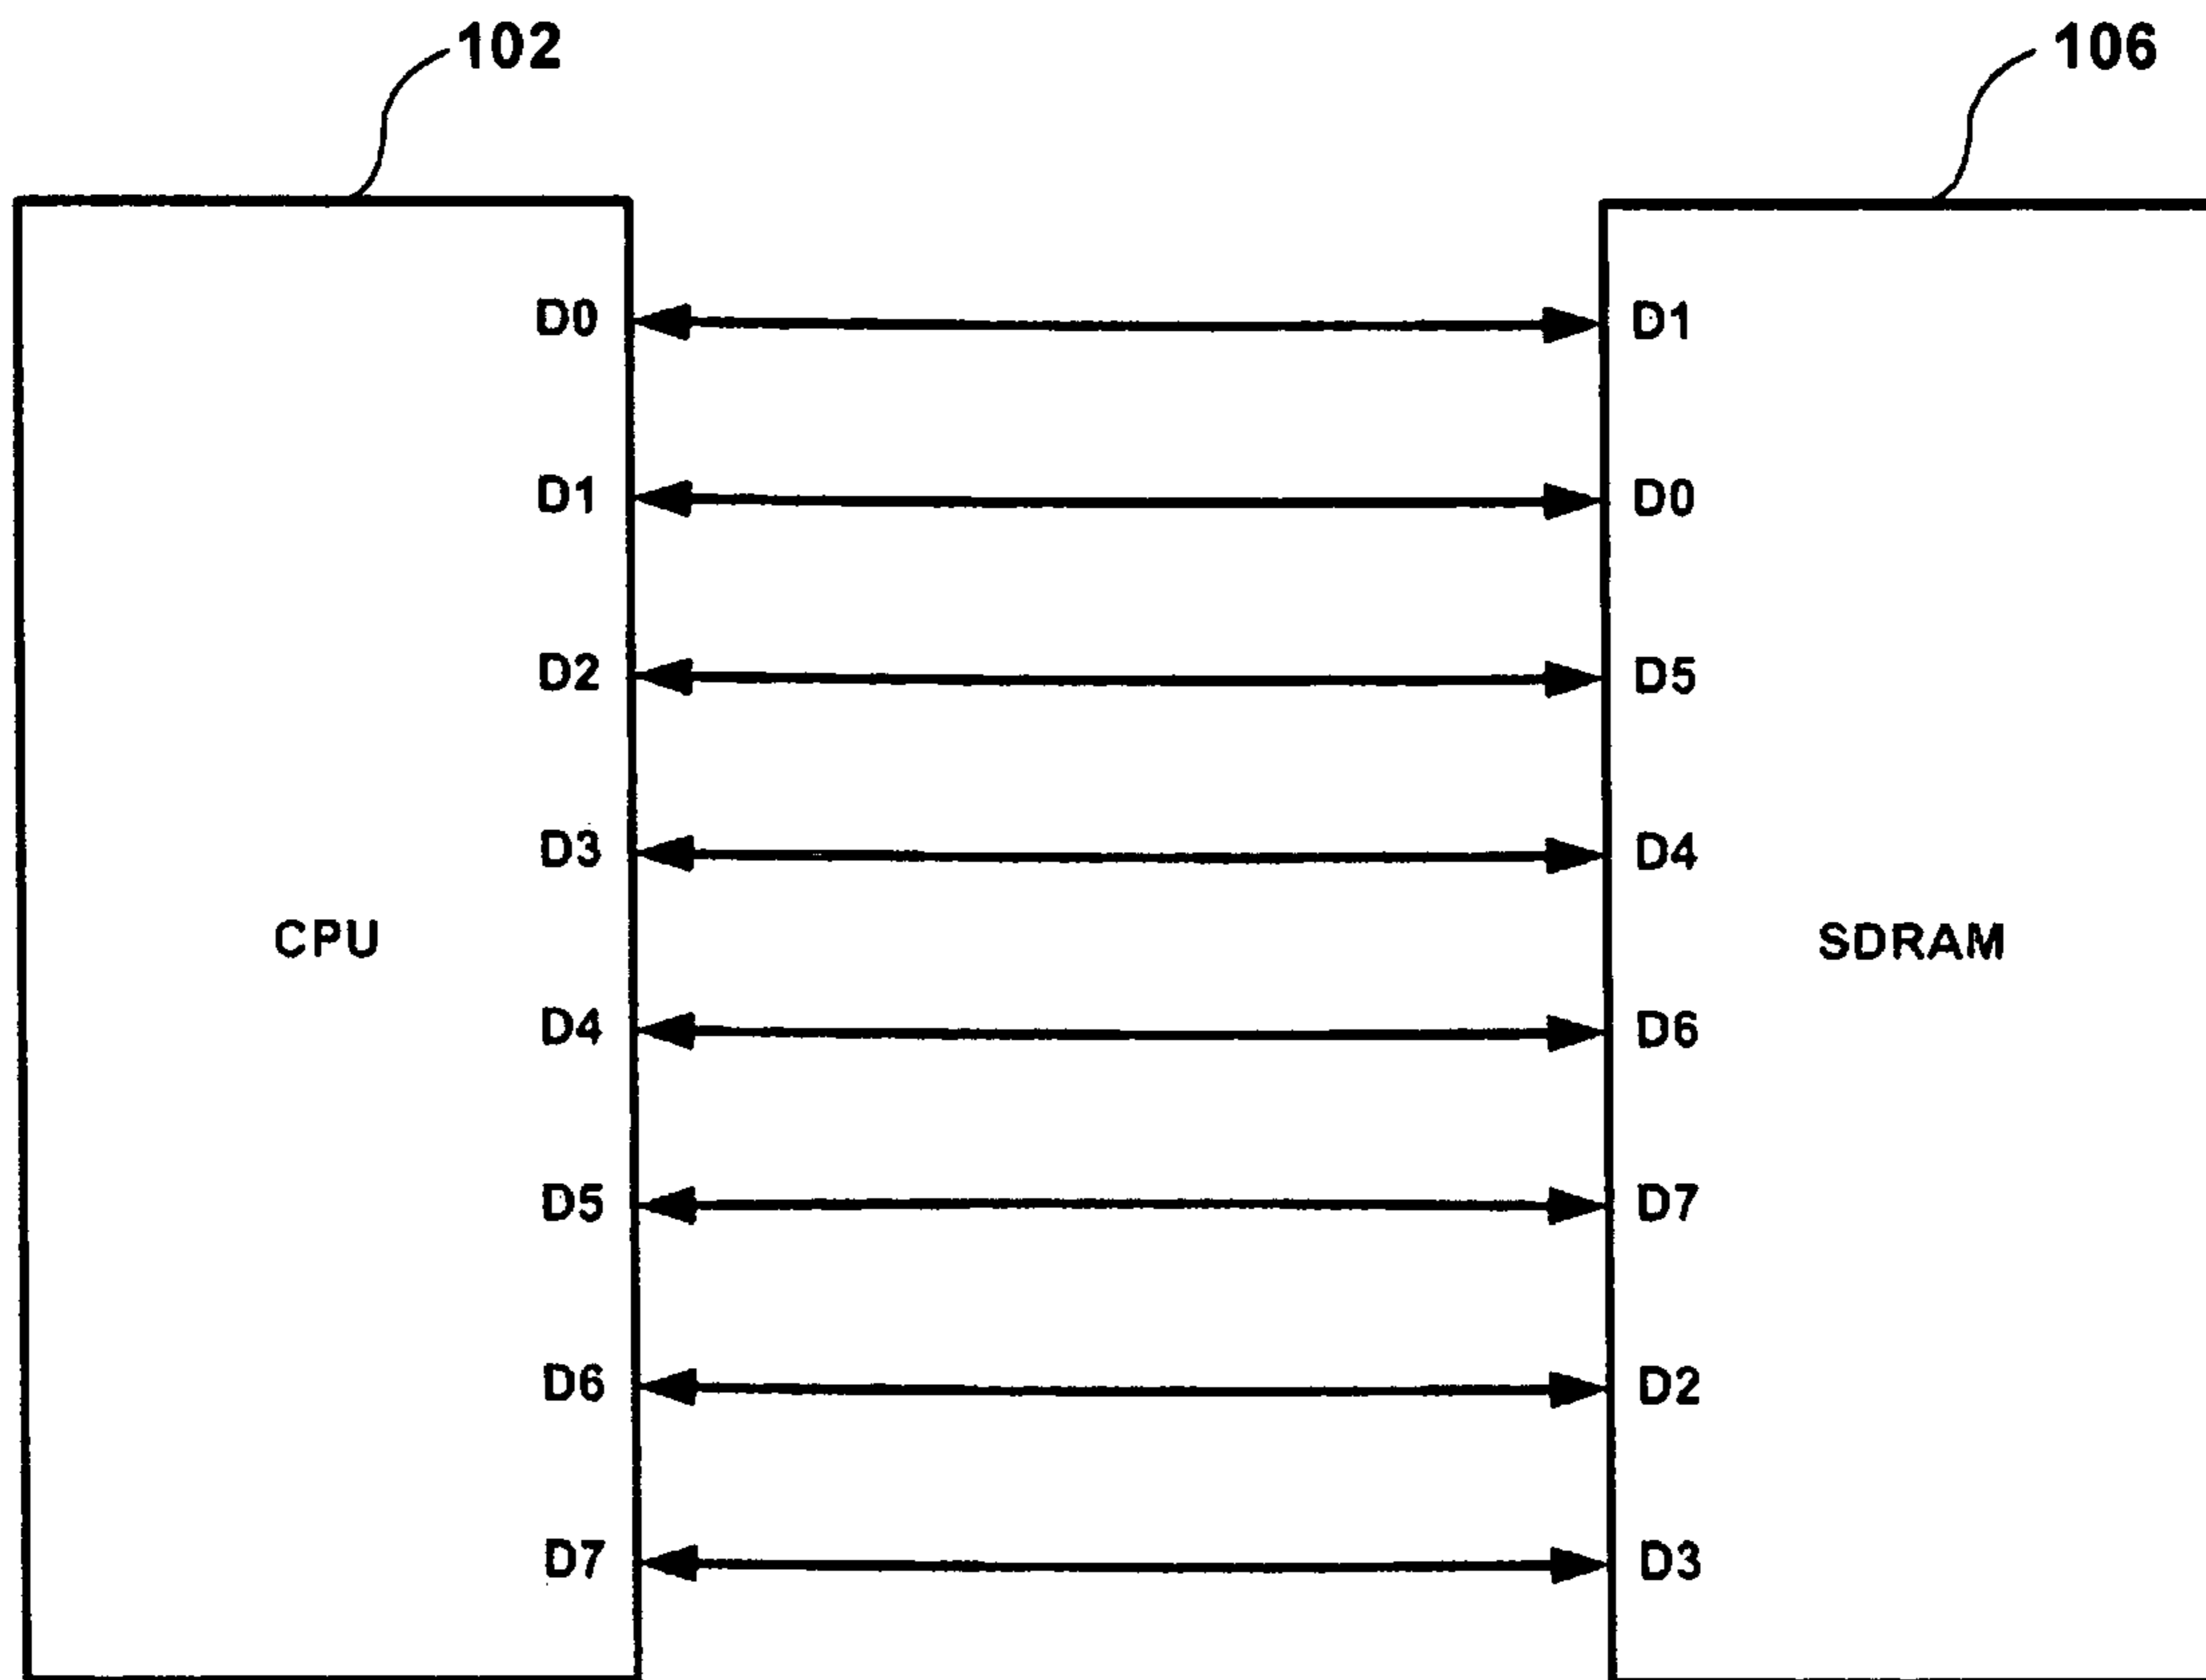 102 106
D0 D1
D1 D0
D2 D5
D3 D4
CPU SDRAM
D4 D6
D5 D7
D6 D2
D7 D3